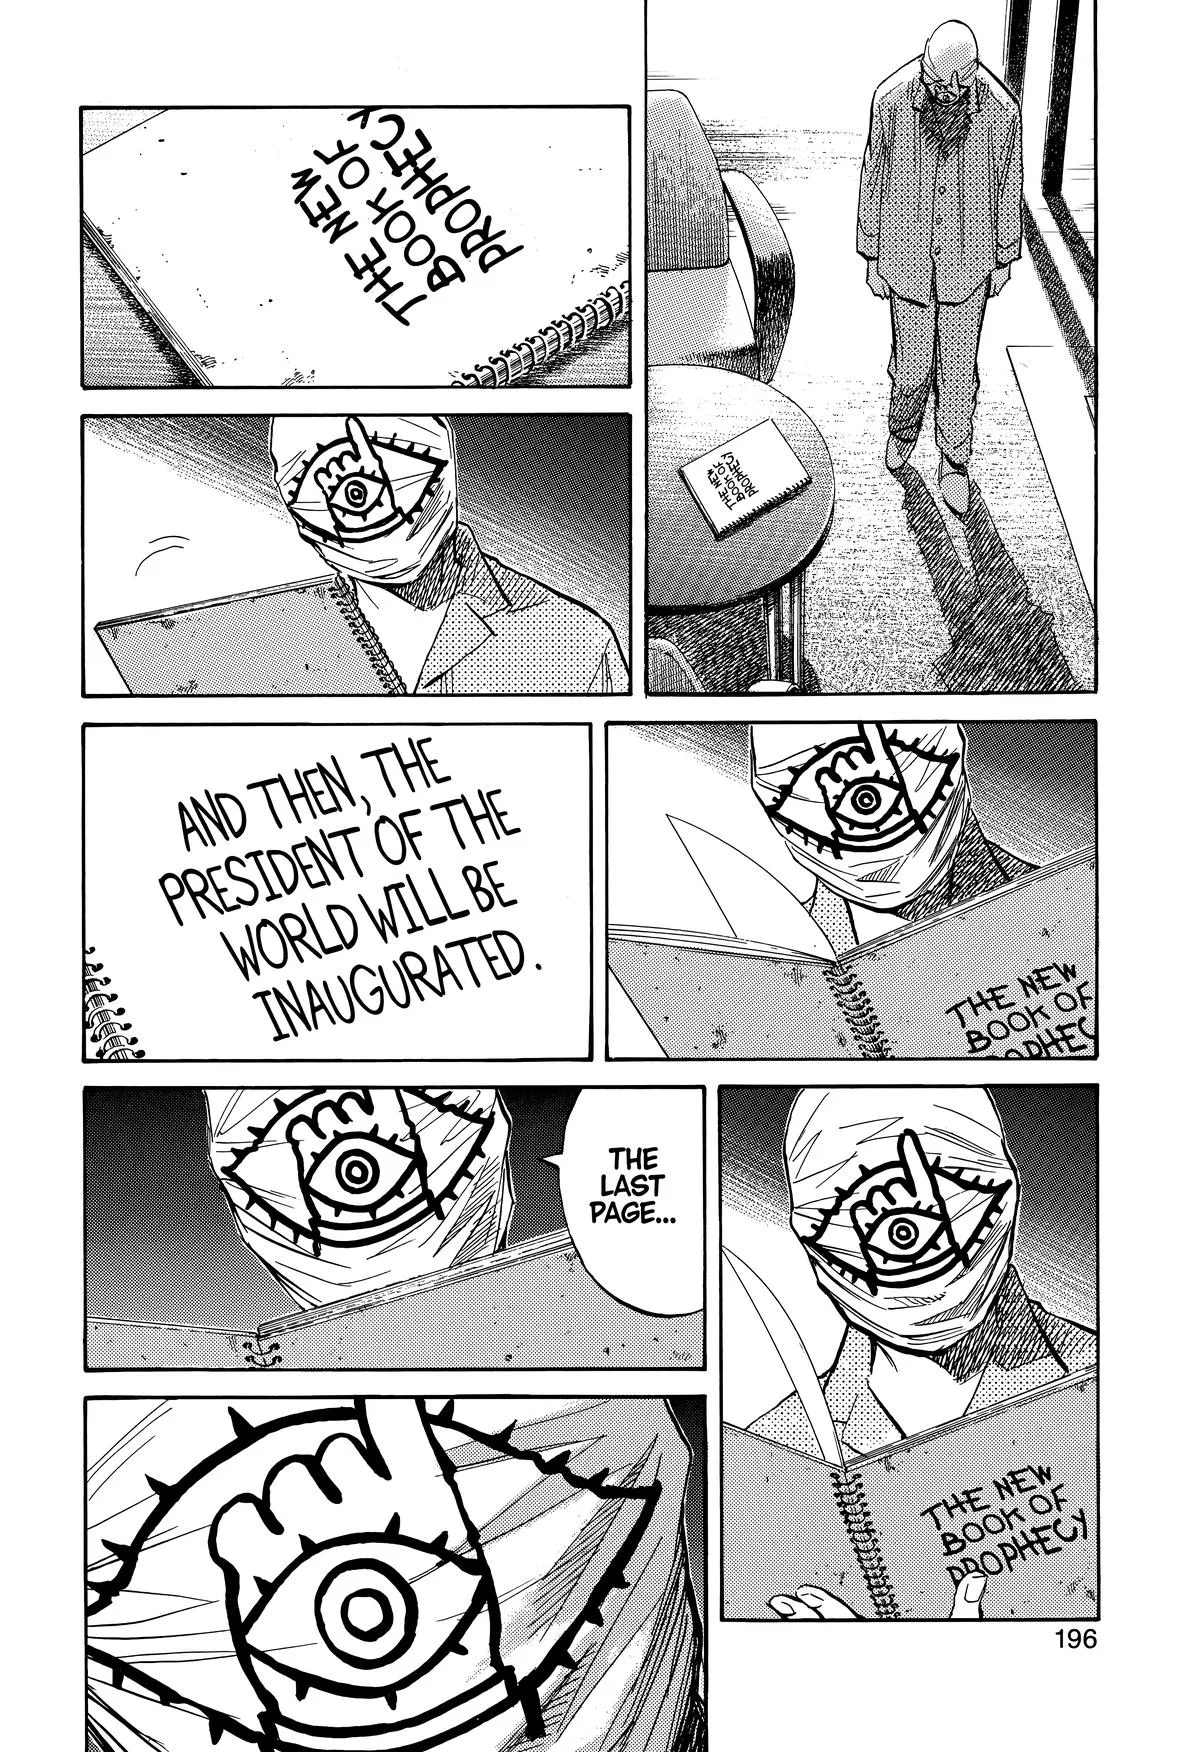 THE NEW
BOOK OF
PROPHECY
THE NEW
BOOK OF
PROPHECY
AND THEN, THE
PRESIDENT OF THE
WORLD WILL BE
INAUGURATED.
THE NEW
BOOK OF
PROPHEC
THE
LAST
PAGE...
THE NEW
BOOK OF
PROPHECY
196